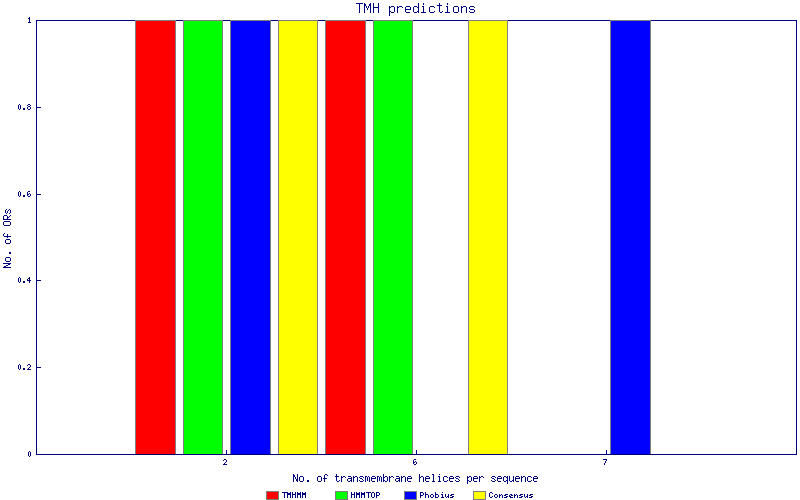 TMH predictions
1
0.8
0.6
0.4
0.2
0
No. of ORs
2 6 7
No. of transmembrane helices per sequence
TMHMM HMMTOP Phobius Consensus